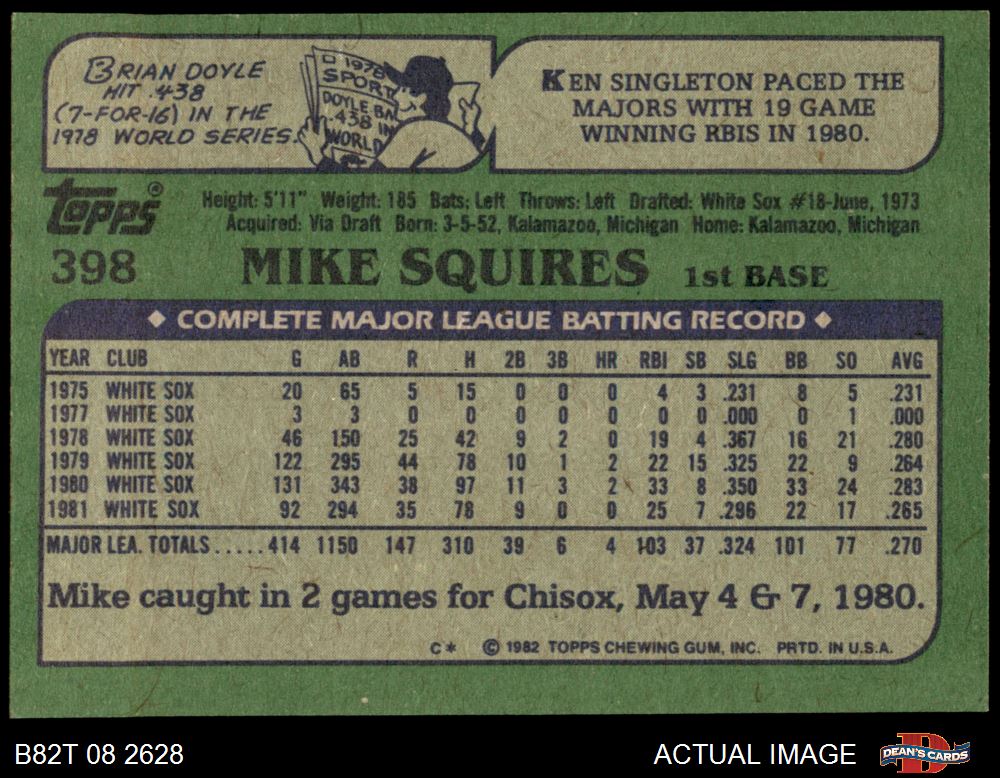 BRIAN DOYLE
HIT .438
(7-FOR-16) IN THE
1978 WORLD SERIES.
1978
SPORT
DOYLE BA
.438 IN
WORLD
KEN SINGLETON PACED THE
MAJORS WITH 19 GAME
WINNING RBIS IN 1980.
Topps®
Height: 5'11" Weight: 185 Bats: Left Throws: Left Drafted: White Sox #18-June, 1973
Acquired: Via Draft Born: 3-5-52, Kalamazoo, Michigan Home: Kalamazoo, Michigan
398 MIKE SQUIRES 1st BASE
◆ COMPLETE MAJOR LEAGUE BATTING RECORD ◆
YEAR CLUB G AB R H 2B 3B HR RBI SB SLG BB SO AVG
1975 WHITE SOX 20 65 5 15 0 0 0 4 3 .231 8 5 .231
1977 WHITE SOX 3 3 0 0 0 0 0 0 0 .000 0 1 .000
1978 WHITE SOX 46 150 25 42 9 2 0 19 4 .367 16 21 .280
1979 WHITE SOX 122 295 44 78 10 1 2 22 15 .325 22 9 .264
1980 WHITE SOX 131 343 38 97 11 3 2 33 8 .350 33 24 .283
1981 WHITE SOX 92 294 35 78 9 0 0 25 7 .296 22 17 .265
MAJOR LEA. TOTALS.....414 1150 147 310 39 6 4 103 37 .324 101 77 .270
Mike caught in 2 games for Chisox, May 4 & 7, 1980.
C* © 1982 TOPPS CHEWING GUM, INC. PRTD. IN U.S.A.
B82T 08 2628
ACTUAL IMAGE
D
DEAN'S CARDS